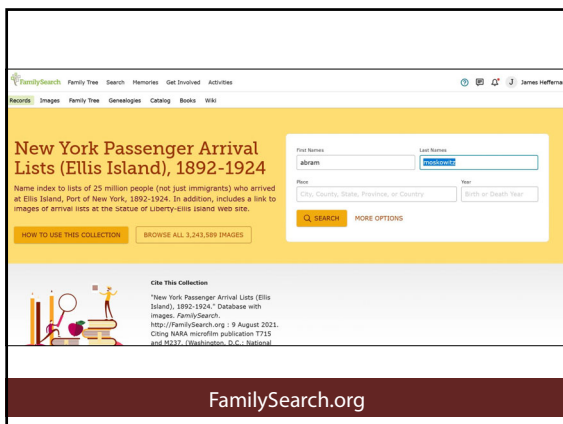 FamilySearch Family Tree Search Memories Get Involved Activities
J James Hefferna
Records Images Family Tree Genealogies Catalog Books Wiki
New York Passenger Arrival
Lists (Ellis Island), 1892-1924
Name index to lists of 25 million people (not just immigrants) who arrived
at Ellis Island, Port of New York, 1892-1924. In addition, includes a link to
images of arrival lists at the Statue of Liberty-Ellis Island Web site.
HOW TO USE THIS COLLECTION BROWSE ALL 3,243,589 IMAGES
First Names Last Names
abram moskowitz
Place Year
City, County, State, Province, or Country Birth or Death Year
SEARCH MORE OPTIONS
Cite This Collection
"New York Passenger Arrival Lists (Ellis
Island), 1892-1924." Database with
images. FamilySearch.
http://FamilySearch.org : 9 August 2021.
Citing NARA microfilm publication T715
and M237. (Washington, D.C.: National
FamilySearch.org